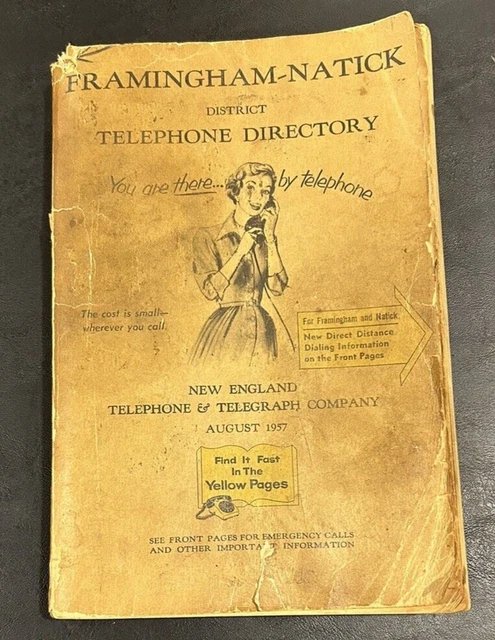 FRAMINGHAM-NATICK
DISTRICT
TELEPHONE DIRECTORY
You are there... by telephone
The cost is small—
wherever you call.
For Framingham and Natick
New Direct Distance
Dialing Information
on the Front Pages
NEW ENGLAND
TELEPHONE & TELEGRAPH COMPANY
AUGUST 1957
Find It Fast
In The
Yellow Pages
SEE FRONT PAGES FOR EMERGENCY CALLS
AND OTHER IMPORTANT INFORMATION